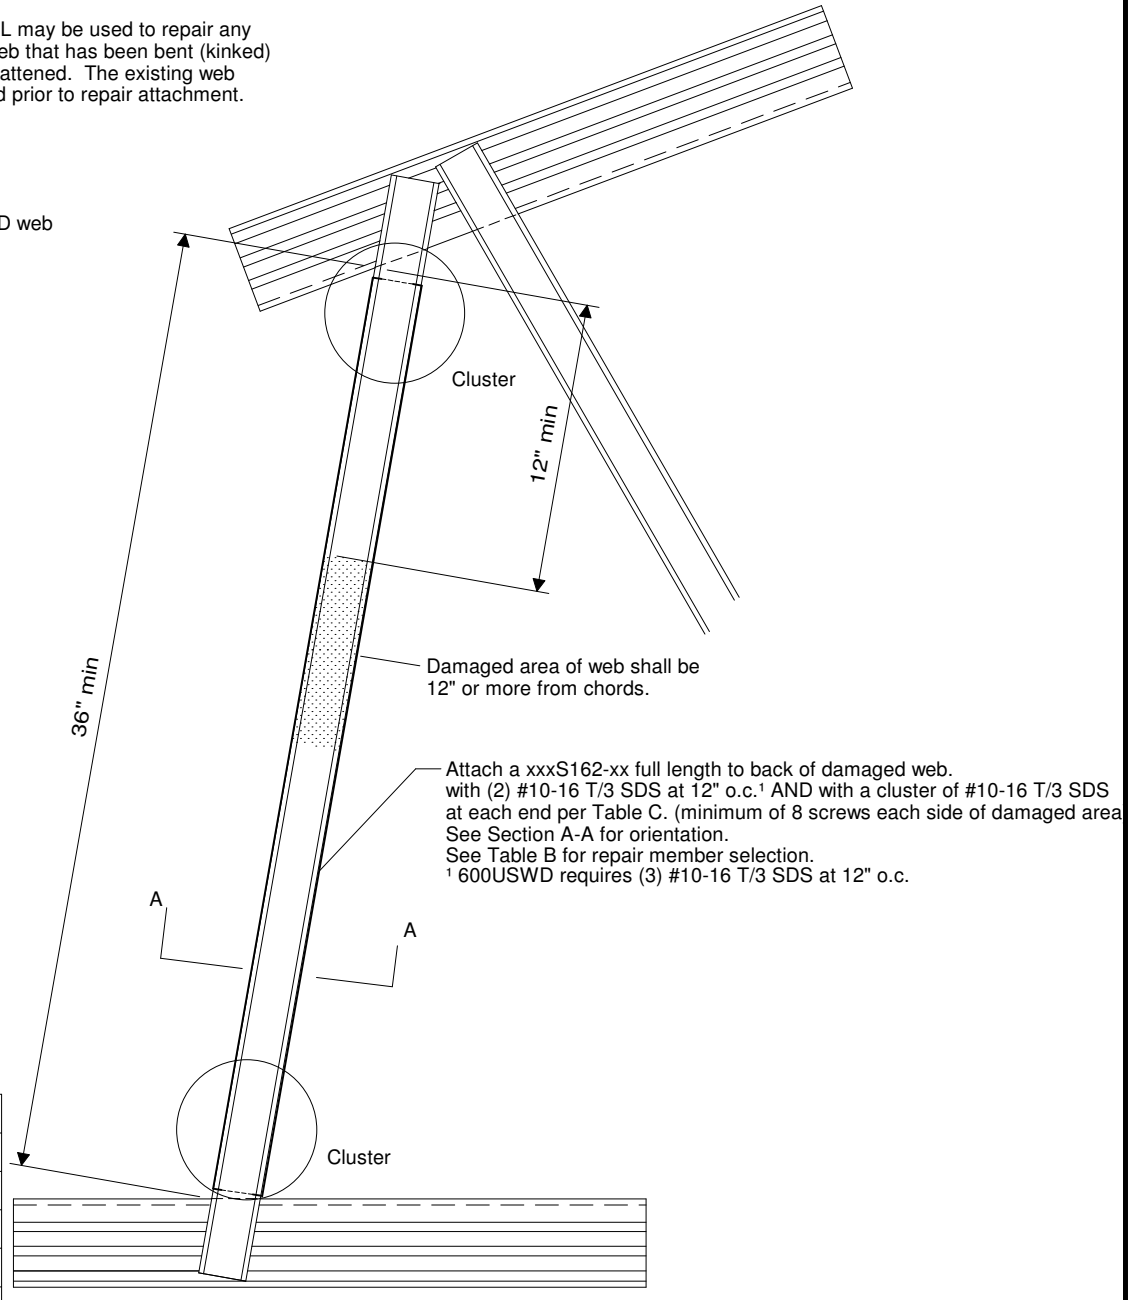 L may be used to repair any
eb that has been bent (kinked)
attened. The existing web
d prior to repair attachment.
D web
Cluster
12" min
36" min
Damaged area of web shall be
12" or more from chords.
Attach a xxxS162-xx full length to back of damaged web.
with (2) #10-16 T/3 SDS at 12" o.c.¹ AND with a cluster of #10-16 T/3 SDS
at each end per Table C. (minimum of 8 screws each side of damaged area
See Section A-A for orientation.
See Table B for repair member selection.
¹ 600USWD requires (3) #10-16 T/3 SDS at 12" o.c.
A
A
Cluster